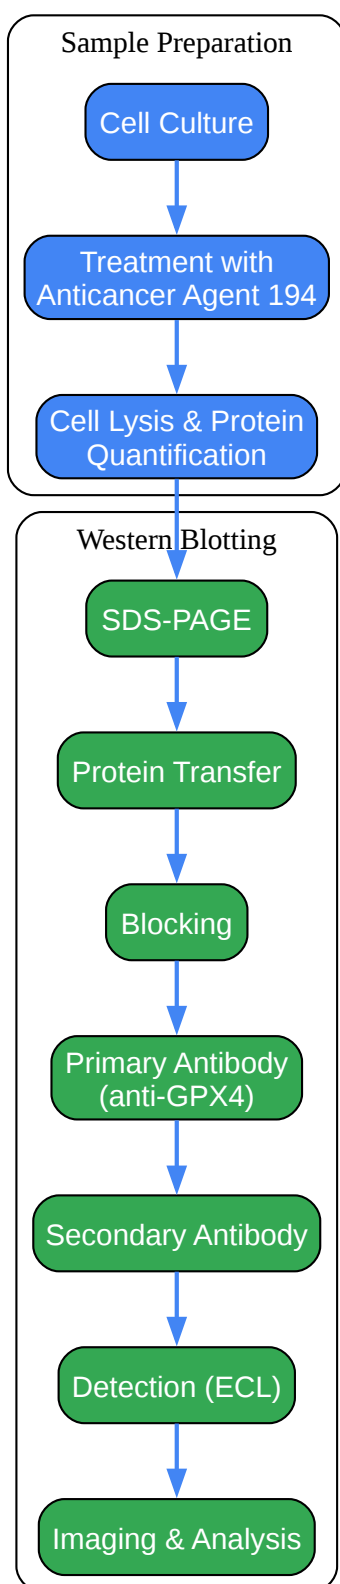 Sample Preparation
Cell Culture
Treatment with
Anticancer Agent 194
Cell Lysis & Protein
Quantification
Western Blotting
SDS-PAGE
Protein Transfer
Blocking
Primary Antibody
(anti-GPX4)
Secondary Antibody
Detection (ECL)
Imaging & Analysis